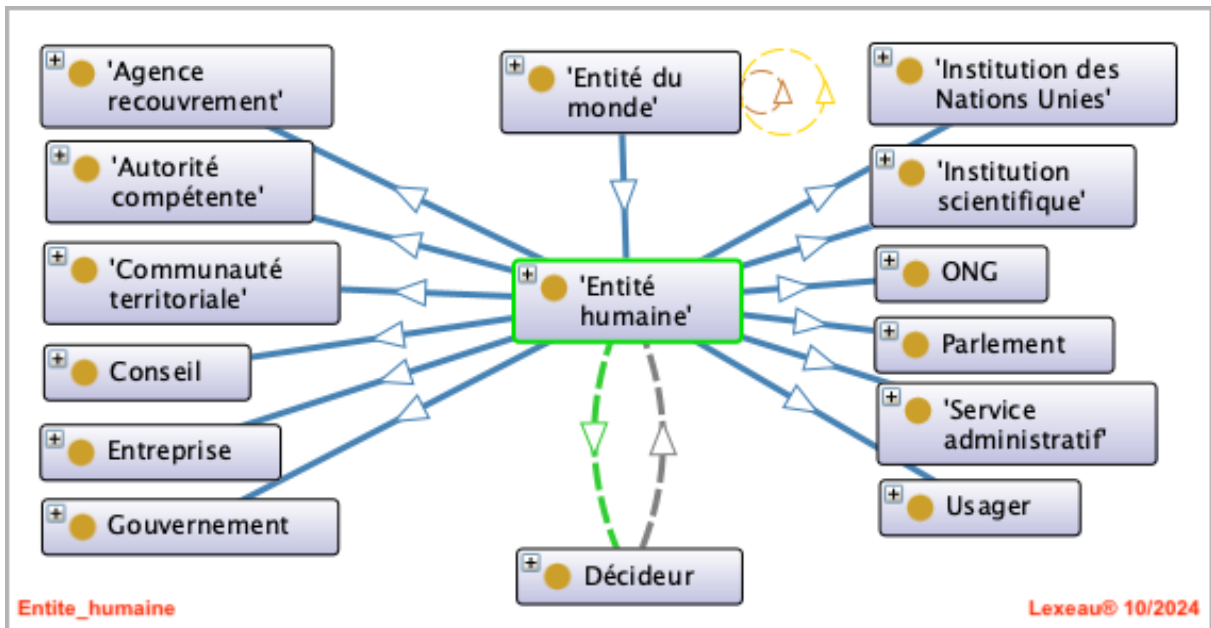 'Agence
recouvrement'
'Entité du
monde'
'Institution des
Nations Unies'
'Autorité
compétente'
'Institution
scientifique'
'Communauté
territoriale'
'Entité
humaine'
ONG
Parlement
Conseil
'Service
administratif'
Entreprise
Usager
Gouvernement
Décideur
Entite_humaine
Lexeau® 10/2024